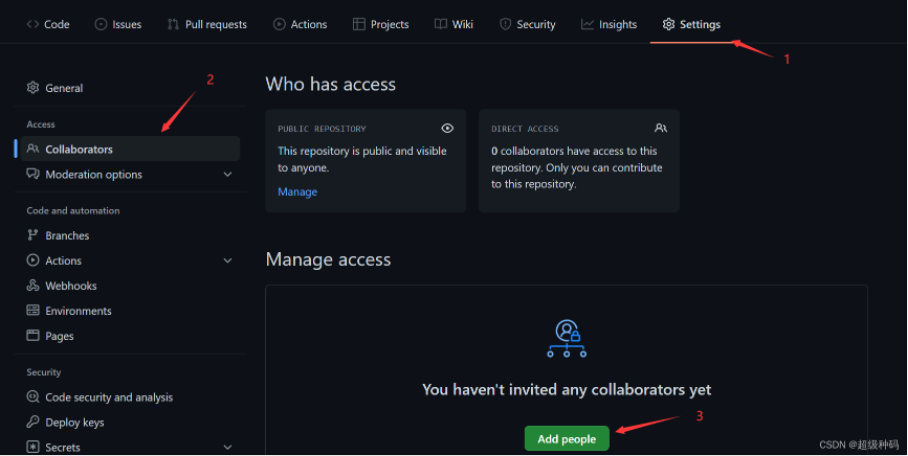 Code Issues Pull requests Actions Projects Wiki Security Insights Settings
1
2
General
Access
Collaborators
Moderation options
Code and automation
Branches
Actions
Webhooks
Environments
Pages
Security
Code security and analysis
Deploy keys
Secrets
Who has access
PUBLIC REPOSITORY
This repository is public and visible
to anyone.
Manage
DIRECT ACCESS
0 collaborators have access to this
repository. Only you can contribute
to this repository.
Manage access
You haven't invited any collaborators yet
Add people
3
CSDN @超级种码